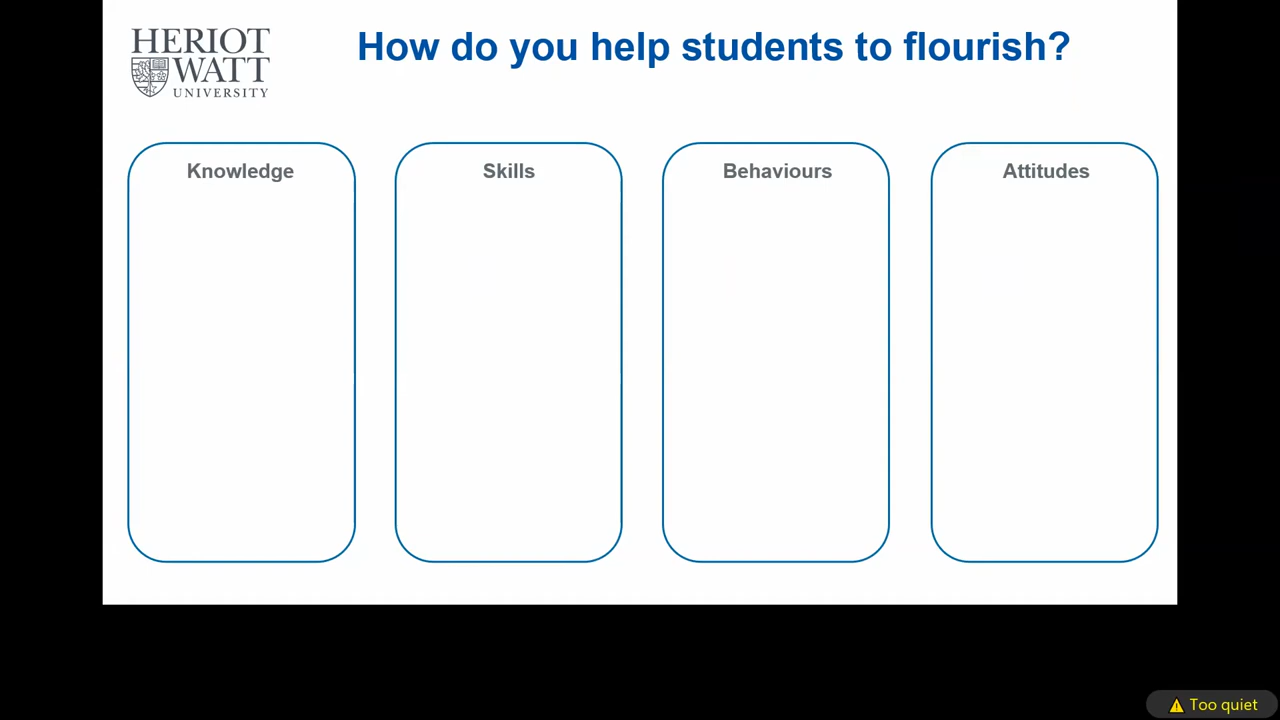 HERIOT
WATT
UNIVERSITY
How do you help students to flourish?
Knowledge
Skills
Behaviours
Attitudes
Too quiet